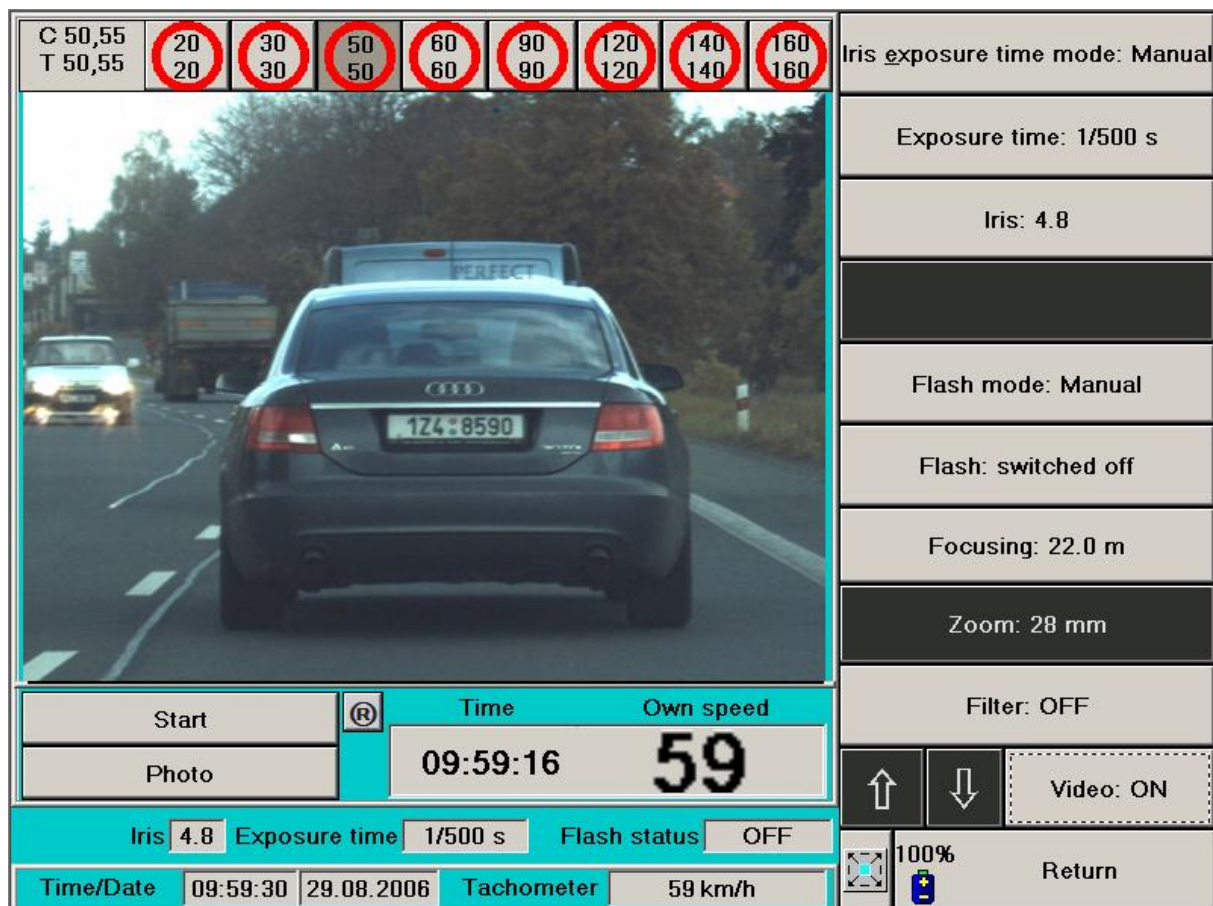 C 50,55
T 50,55
20
20
30
30
50
50
60
60
90
90
120
120
140
140
160
160
PERFECT
1Z4 8590
A6
Start
®
Photo
Time
Own speed
09:59:16
59
Iris 4.8 Exposure time 1/500 s Flash status OFF
Time/Date 09:59:30 29.08.2006 Tachometer 59 km/h
Iris exposure time mode: Manual
Exposure time: 1/500 s
Iris: 4.8
Flash mode: Manual
Flash: switched off
Focusing: 22.0 m
Zoom: 28 mm
Filter: OFF
Video: ON
100%
Return